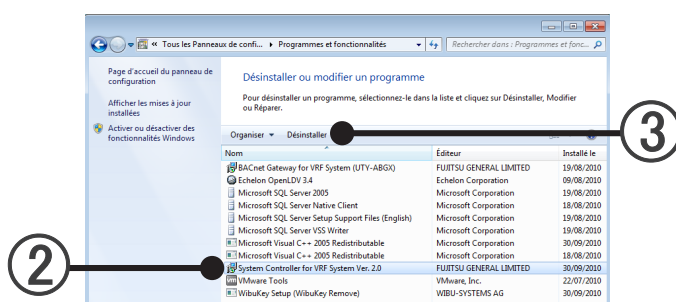 « Tous les Panneaux de confi... ▸ Programmes et fonctionnalités
Rechercher dans : Programmes et fonc...
Page d'accueil du panneau de
configuration
Afficher les mises à jour
installées
Activer ou désactiver des
fonctionnalités Windows
Désinstaller ou modifier un programme
Pour désinstaller un programme, sélectionnez-le dans la liste et cliquez sur Désinstaller, Modifier
ou Réparer.
Organiser Désinstaller
3
Nom Éditeur Installé le
BACnet Gateway for VRF System (UTY-ABGX) FUJITSU GENERAL LIMITED 19/08/2010
Echelon OpenLDV 3.4 Echelon Corporation 09/08/2010
Microsoft SQL Server 2005 Microsoft Corporation 19/08/2010
Microsoft SQL Server Native Client Microsoft Corporation 18/08/2010
Microsoft SQL Server Setup Support Files (English) Microsoft Corporation 19/08/2010
Microsoft SQL Server VSS Writer Microsoft Corporation 19/08/2010
Microsoft Visual C++ 2005 Redistributable Microsoft Corporation 30/09/2010
Microsoft Visual C++ 2005 Redistributable Microsoft Corporation 18/08/2010
2
System Controller for VRF System Ver. 2.0 FUJITSU GENERAL LIMITED 30/09/2010
VMware Tools VMware, Inc. 22/07/2010
WibuKey Setup (WibuKey Remove) WIBU-SYSTEMS AG 30/09/2010